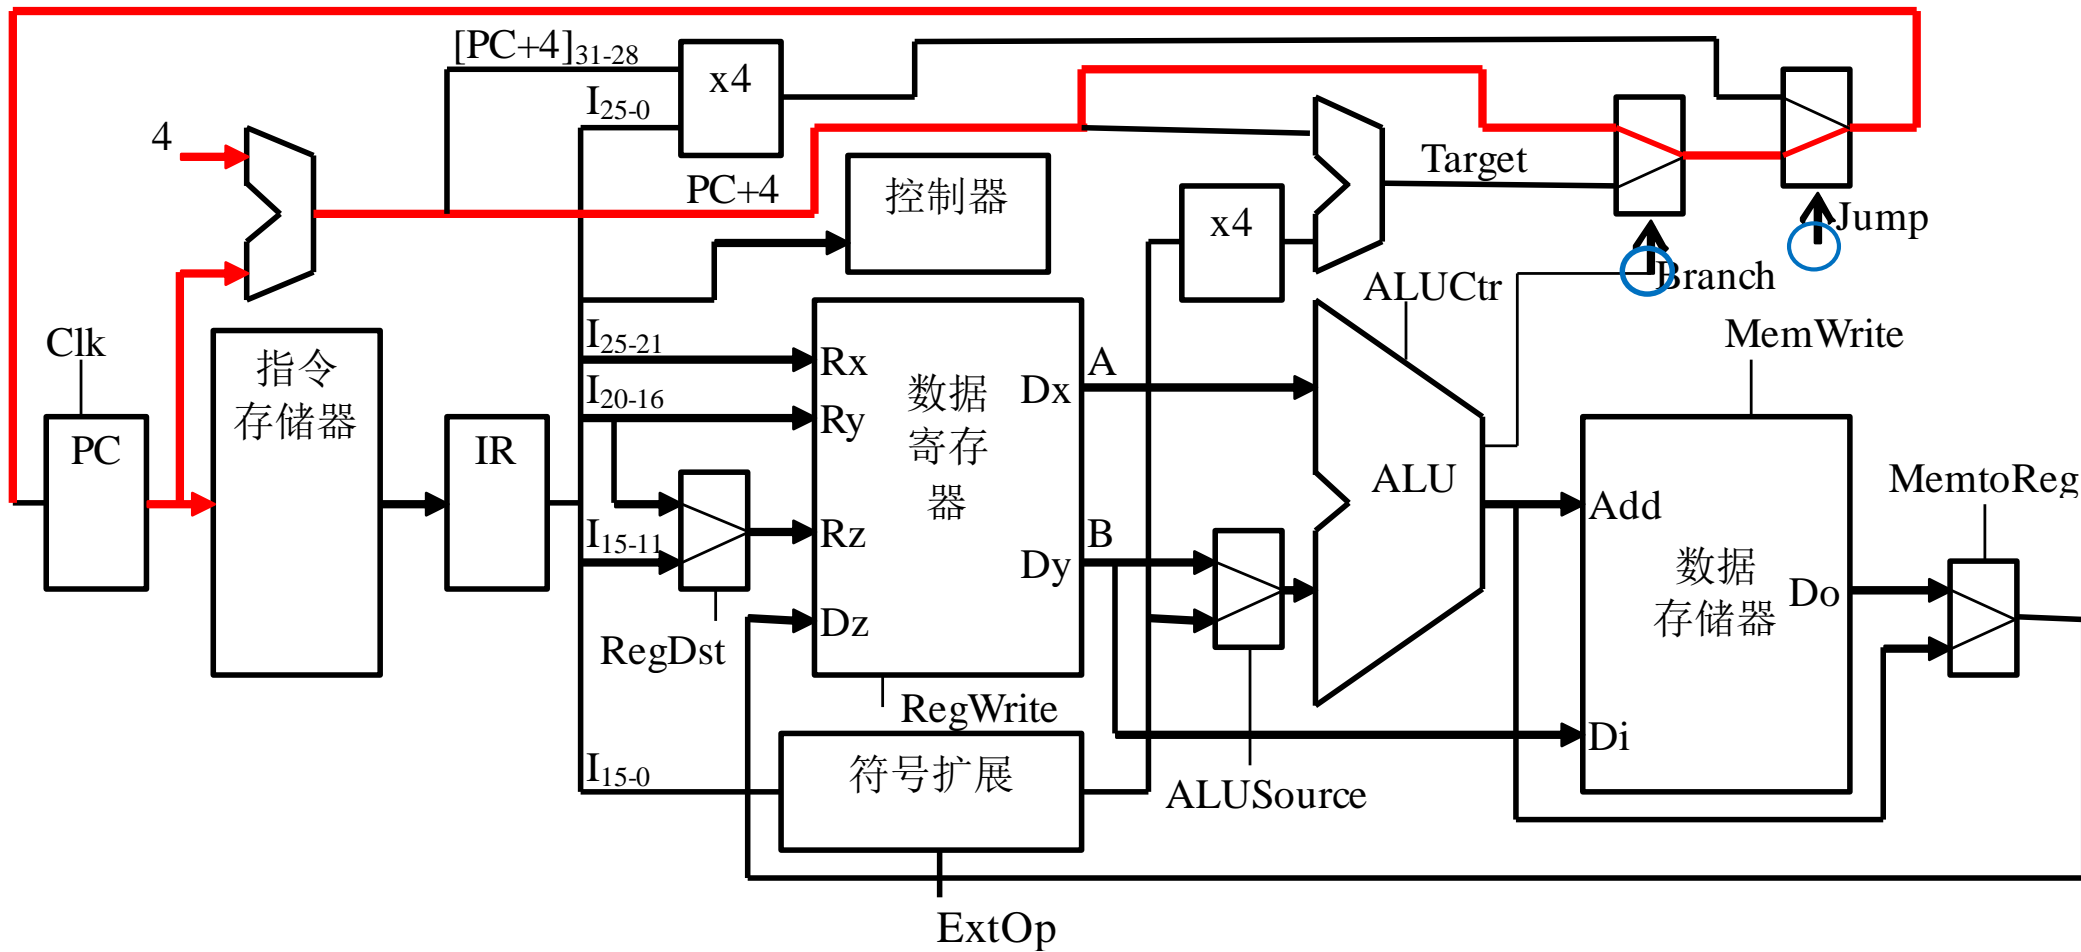 [PC+4]31-28
x4
I25-0
4
PC+4
控制器
Target
x4
Jump
Branch
ALUCtr
MemWrite
Clk
指令
存储器
PC
IR
I25-21
I20-16
I15-11
I15-0
Rx
Ry
Rz
Dz
数据
寄存
器
Dx
Dy
A
B
ALU
Add
Di
数据
存储器
Do
MemtoReg
RegDst
RegWrite
符号扩展
ALUSource
ExtOp